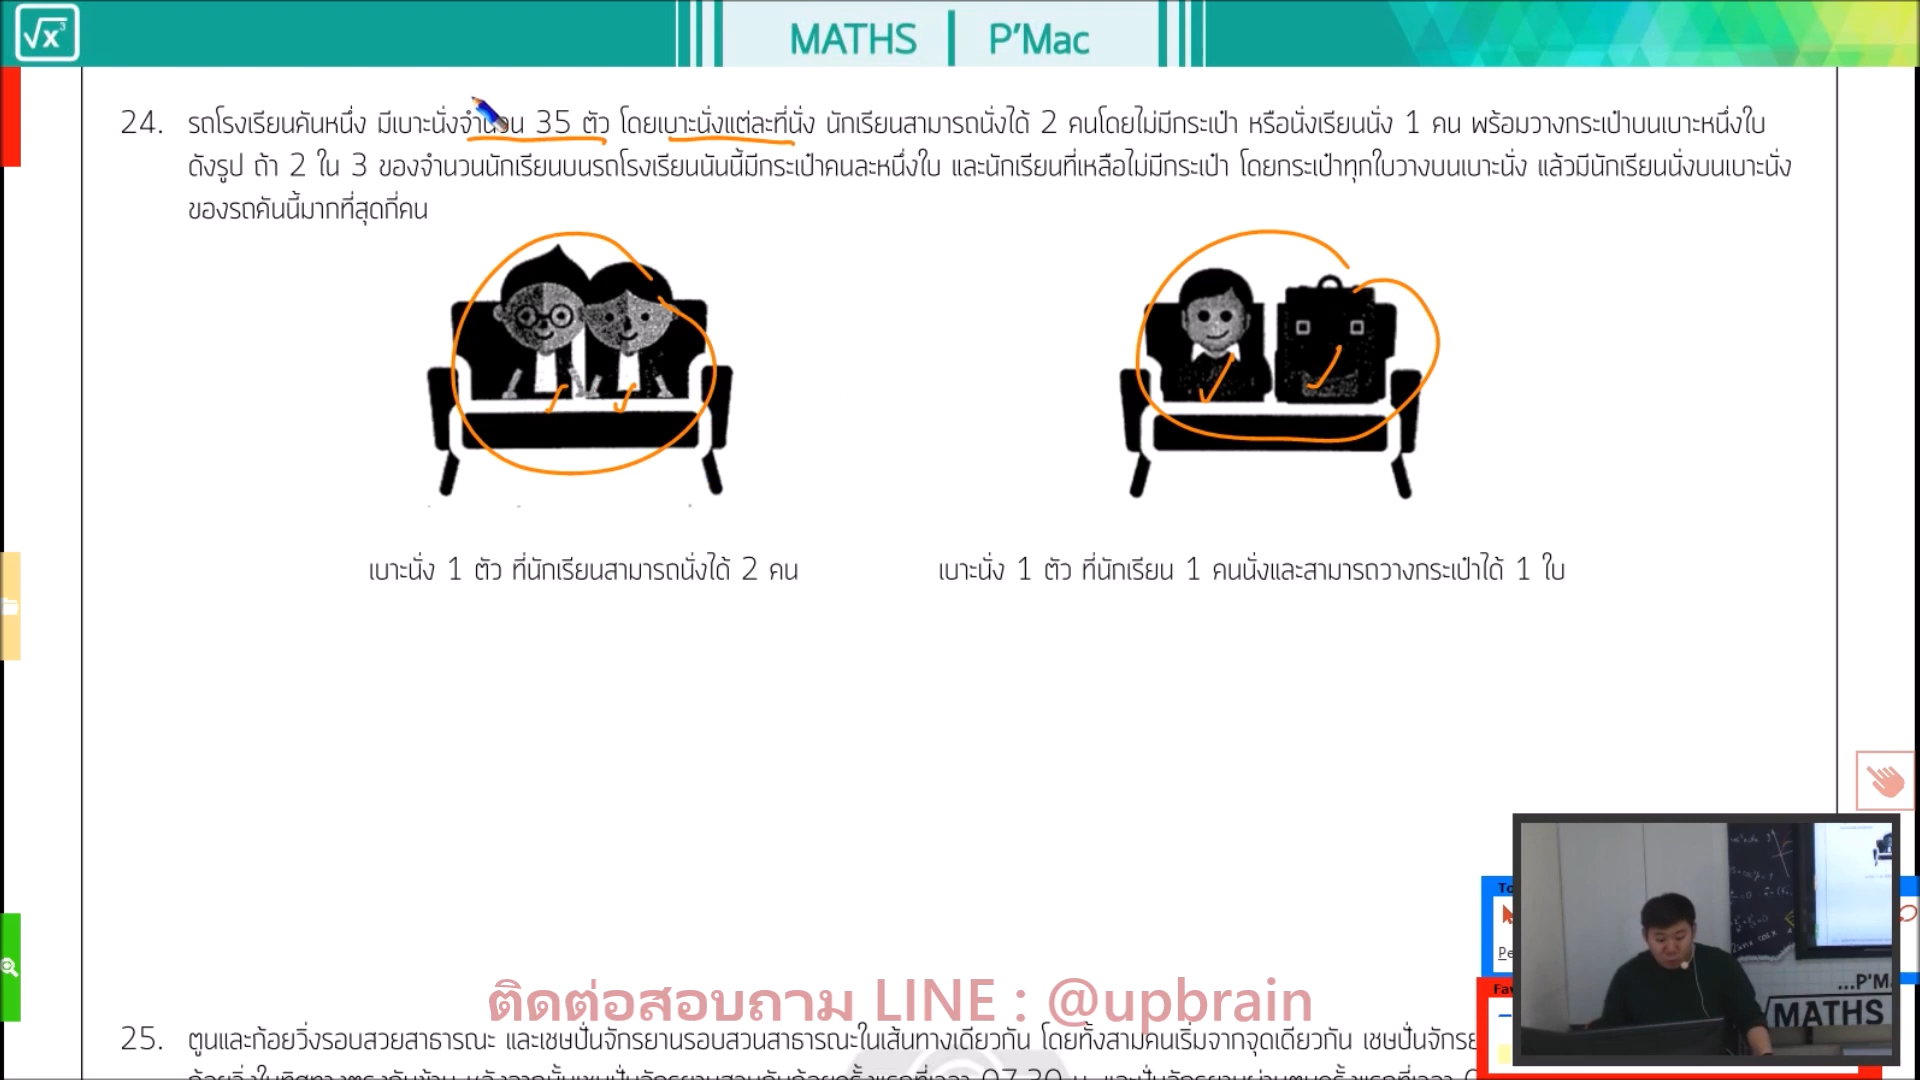 √x³
MATHS | P’Mac
24. รถโรงเรียนคันหนึ่ง มีเบาะนั่งจำนวน 35 ตัว โดยเบาะนั่งแต่ละที่นั่ง นักเรียนสามารถนั่งได้ 2 คนโดยไม่มีกระเป๋า หรือนั่งเรียนนั่ง 1 คน พร้อมวางกระเป๋าบนเบาะหนึ่งใบ
ดังรูป ถ้า 2 ใน 3 ของจำนวนนักเรียนบนรถโรงเรียนนันนี้มีกระเป๋าคนละหนึ่งใบ และนักเรียนที่เหลือไม่มีกระเป๋า โดยกระเป๋าทุกใบวางบนเบาะนั่ง แล้วมีนักเรียนนั่งบนเบาะนั่ง
ของรถคันนี้มากที่สุดกี่คน
เบาะนั่ง 1 ตัว ที่นักเรียนสามารถนั่งได้ 2 คน
เบาะนั่ง 1 ตัว ที่นักเรียน 1 คนนั่งและสามารถวางกระเป๋าได้ 1 ใบ
...P'Ma
MATHS
ติดต่อสอบถาม LINE : @upbrain
25. ตูนและก้อยวิ่งรอบสวยสาธารณะ และเชษปั่นจักรยานรอบสวนสาธารณะในเส้นทางเดียวกัน โดยทั้งสามคนเริ่มจากจุดเดียวกัน เชษปั่นจักรย